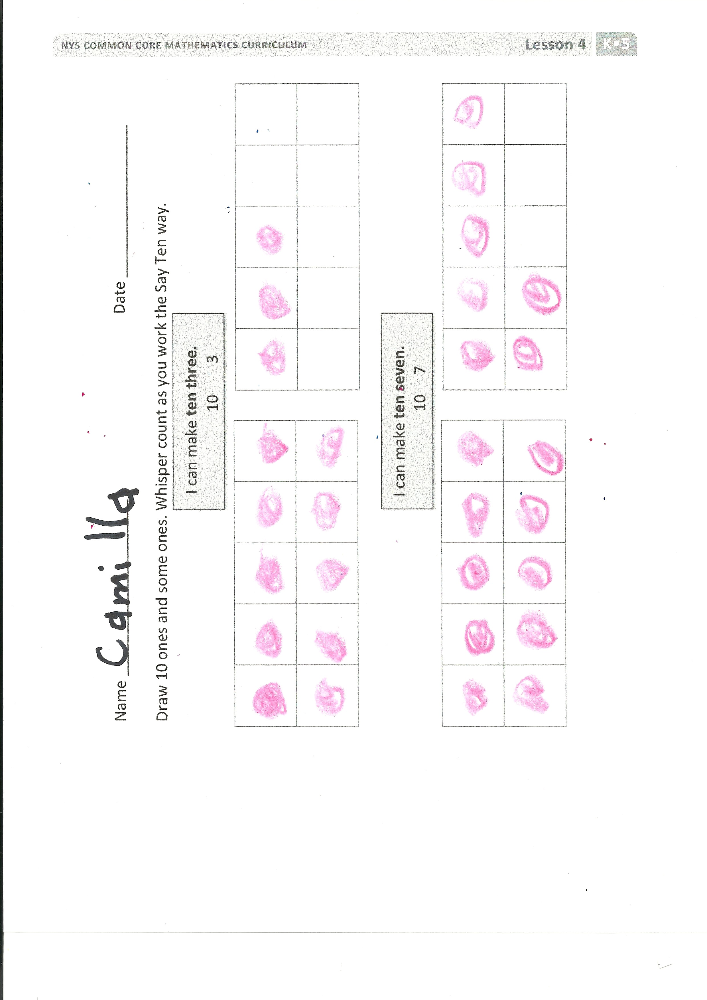 NYS COMMON CORE MATHEMATICS CURRICULUM Lesson 4 K•5
Name Camilla Date
Draw 10 ones and some ones. Whisper count as you work the Say Ten way.
I can make ten three.
10 3
I can make ten seven.
10 7